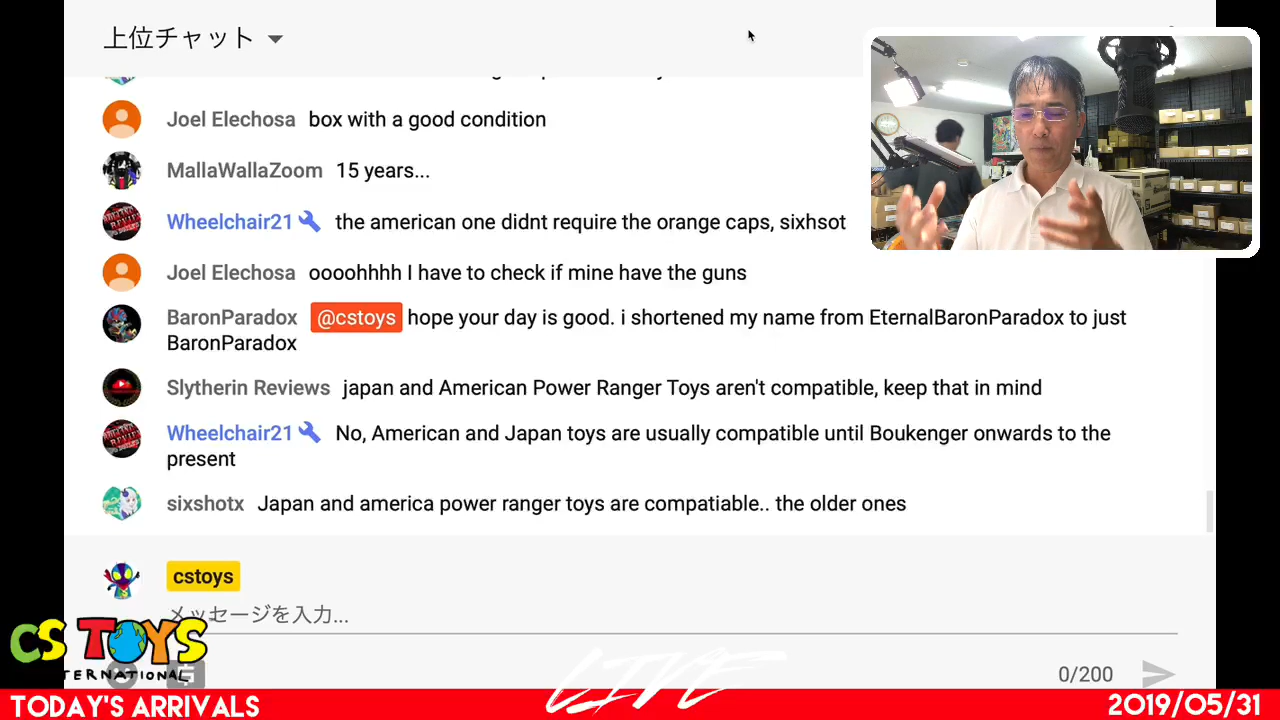 上位チャット
Joel Elechosa box with a good condition
MallaWallaZoom 15 years...
Wheelchair21 the american one didnt require the orange caps, sixhsot
Joel Elechosa oooohhhh I have to check if mine have the guns
BaronParadox @cstoys hope your day is good. i shortened my name from EternalBaronParadox to just
BaronParadox
Slytherin Reviews japan and American Power Ranger Toys aren't compatible, keep that in mind
Wheelchair21 No, American and Japan toys are usually compatible until Boukenger onwards to the
present
sixshotx Japan and america power ranger toys are compatiable.. the older ones
cstoys
メッセージを入力...
CS TOYS
INTERNATIONAL
LIVE
0/200
TODAY'S ARRIVALS
2019/05/31